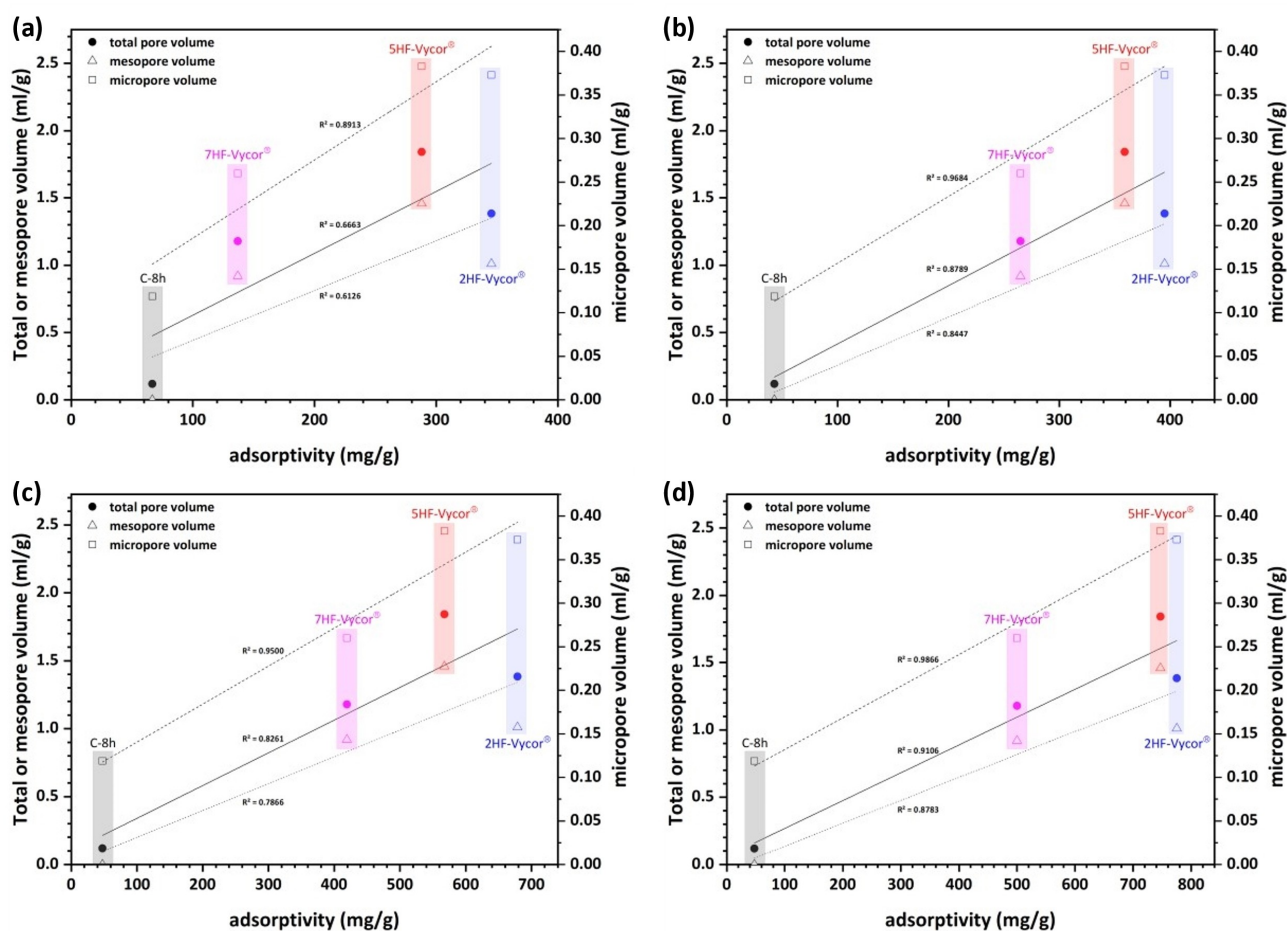 (a)
total pore volume
mesopore volume
micropore volume
5HF-Vycor®
7HF-Vycor®
2HF-Vycor®
C-8h
R² = 0.8913
R² = 0.6663
R² = 0.6126
Total or mesopore volume (ml/g)
2.5
2.0
1.5
1.0
0.5
0.0
micropore volume (ml/g)
0.40
0.35
0.30
0.25
0.20
0.15
0.10
0.05
0.00
0 100 200 300 400
adsorptivity (mg/g)
(b)
total pore volume
mesopore volume
micropore volume
5HF-Vycor®
7HF-Vycor®
2HF-Vycor®
C-8h
R² = 0.9684
R² = 0.8789
R² = 0.8447
Total or mesopore volume (ml/g)
2.5
2.0
1.5
1.0
0.5
0.0
micropore volume (ml/g)
0.40
0.35
0.30
0.25
0.20
0.15
0.10
0.05
0.00
0 100 200 300 400
adsorptivity (mg/g)
(c)
total pore volume
mesopore volume
micropore volume
5HF-Vycor®
7HF-Vycor®
2HF-Vycor®
C-8h
R² = 0.9500
R² = 0.8261
R² = 0.7866
Total or mesopore volume (ml/g)
2.5
2.0
1.5
1.0
0.5
0.0
micropore volume (ml/g)
0.40
0.35
0.30
0.25
0.20
0.15
0.10
0.05
0.00
0 100 200 300 400 500 600 700
adsorptivity (mg/g)
(d)
total pore volume
mesopore volume
micropore volume
5HF-Vycor®
7HF-Vycor®
2HF-Vycor®
C-8h
R² = 0.9866
R² = 0.9106
R² = 0.8783
Total or mesopore volume (ml/g)
2.5
2.0
1.5
1.0
0.5
0.0
micropore volume (ml/g)
0.40
0.35
0.30
0.25
0.20
0.15
0.10
0.05
0.00
0 100 200 300 400 500 600 700 800
adsorptivity (mg/g)